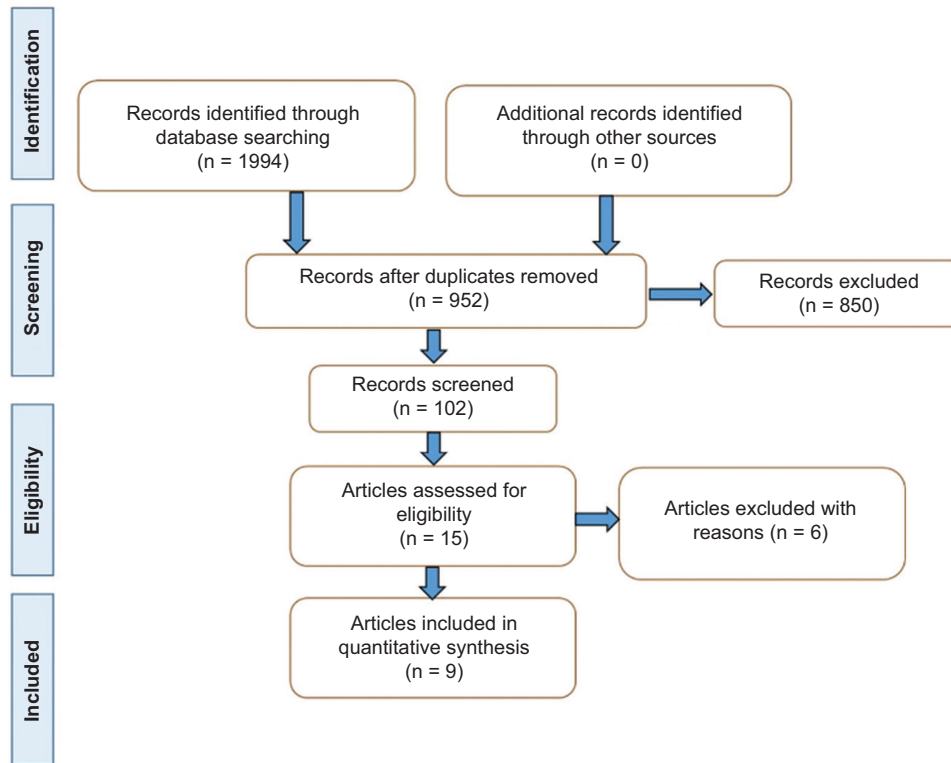 Identification
Records identified through
database searching
(n = 1994)
Additional records identified
through other sources
(n = 0)
Screening
Records after duplicates removed
(n = 952)
Records excluded
(n = 850)
Records screened
(n = 102)
Eligibility
Articles assessed for
eligibility
(n = 15)
Articles excluded with
reasons (n = 6)
Included
Articles included in
quantitative synthesis
(n = 9)